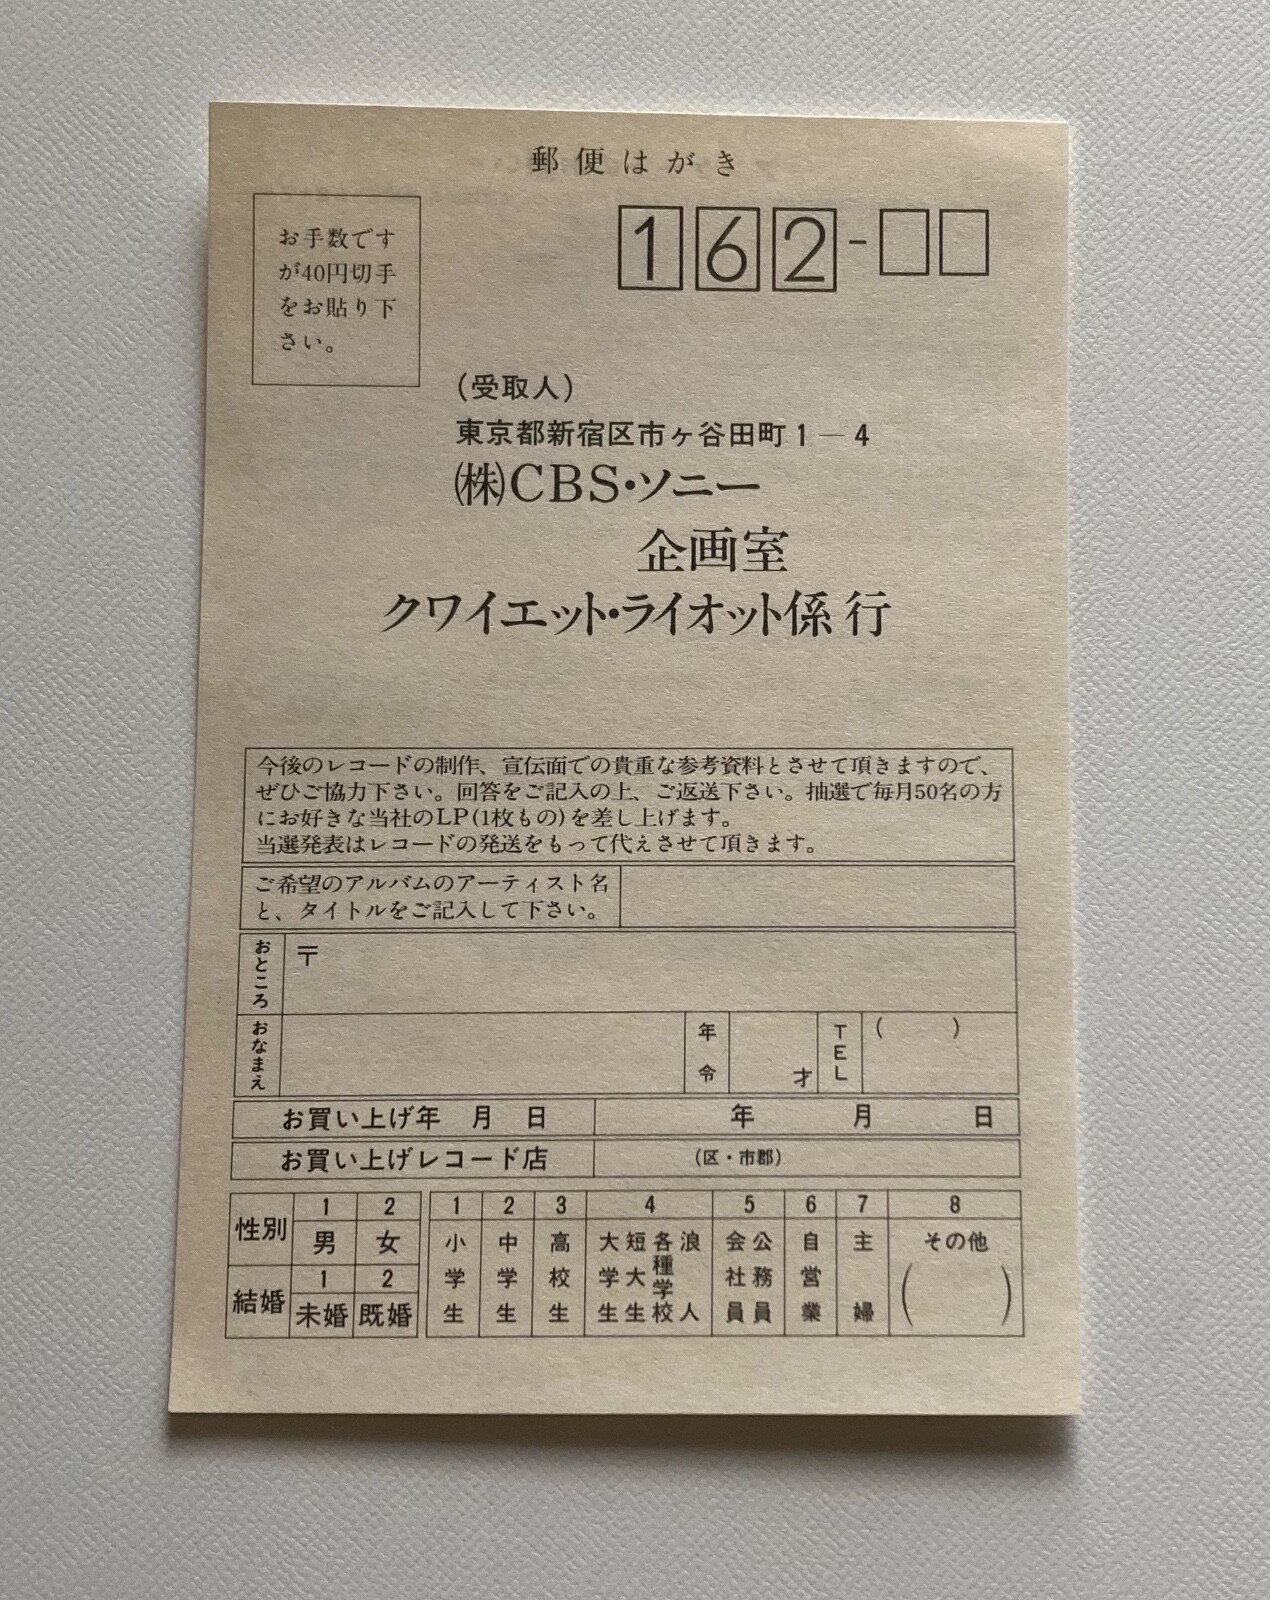 郵便はがき
お手数です
が40円切手
をお貼り下
さい。
162-
(受取人)
東京都新宿区市ヶ谷田町1―4
㈱CBS・ソニー
企画室
クワイエット・ライオット係 行
今後のレコードの制作、宣伝面での貴重な参考資料とさせて頂きますので、
ぜひご協力下さい。回答をご記入の上、ご返送下さい。抽選で毎月50名の方
にお好きな当社のLP(1枚もの)を差し上げます。
当選発表はレコードの発送をもって代えさせて頂きます。
ご希望のアルバムのアーティスト名
と、タイトルをご記入して下さい。
おところ
〒
おなまえ
年令
才
TEL
( )
お買い上げ年 月 日
年 月 日
お買い上げレコード店
(区・市郡)
性別
1 男
2 女
結婚
1 未婚
2 既婚
1 小学生
2 中学生
3 高校生
4 大学生 短大生 各種学校 浪人
5 会社員 公務員
6 自営業
7 主婦
8 その他
( )